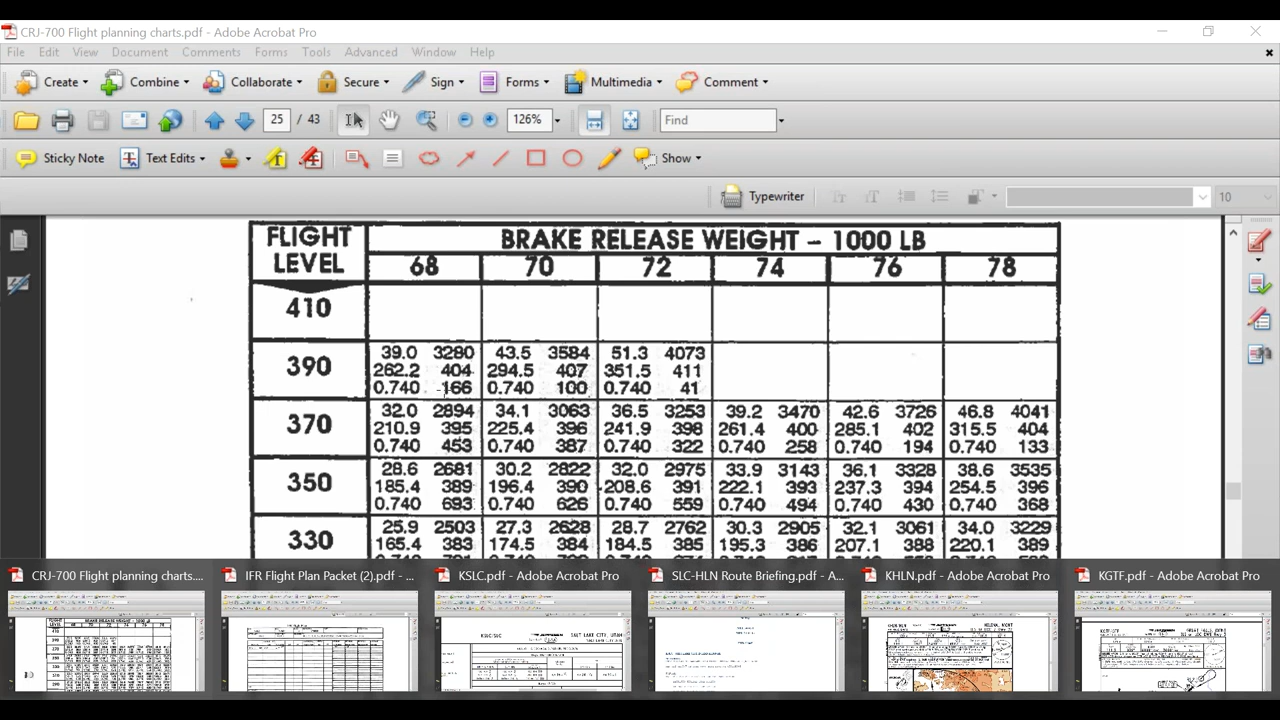 CRJ-700 Flight planning charts.pdf - Adobe Acrobat Pro
File Edit View Document Comments Forms Tools Advanced Window Help
Create Combine Collaborate Secure Sign Forms Multimedia Comment
25 / 43 126% Find
Sticky Note Text Edits Show
Typewriter 10
FLIGHT LEVEL BRAKE RELEASE WEIGHT – 1000 LB
68 70 72 74 76 78
410
390
39.0 3280 43.5 3584 51.3 4073
262.2 404 294.5 407 351.5 411
0.740 166 0.740 100 0.740 41
370
32.0 2894 34.1 3063 36.5 3253 39.2 3470 42.6 3726 46.8 4041
210.9 395 225.4 396 241.9 398 261.4 400 285.1 402 315.5 404
0.740 453 0.740 387 0.740 322 0.740 258 0.740 194 0.740 133
350
28.6 2681 30.2 2822 32.0 2975 33.9 3143 36.1 3328 38.6 3535
185.4 389 196.4 390 208.6 391 222.1 393 237.3 394 254.5 396
0.740 693 0.740 626 0.740 559 0.740 494 0.740 430 0.740 368
330
25.9 2503 27.3 2628 28.7 2762 30.3 2905 32.1 3061 34.0 3229
165.4 383 174.5 384 184.5 385 195.3 386 207.1 388 220.1 389
CRJ-700 Flight planning charts.... IFR Flight Plan Packet (2).pdf - ... KSLC.pdf - Adobe Acrobat Pro SLC-HLN Route Briefing.pdf - A... KHLN.pdf - Adobe Acrobat Pro KGTF.pdf - Adobe Acrobat Pro